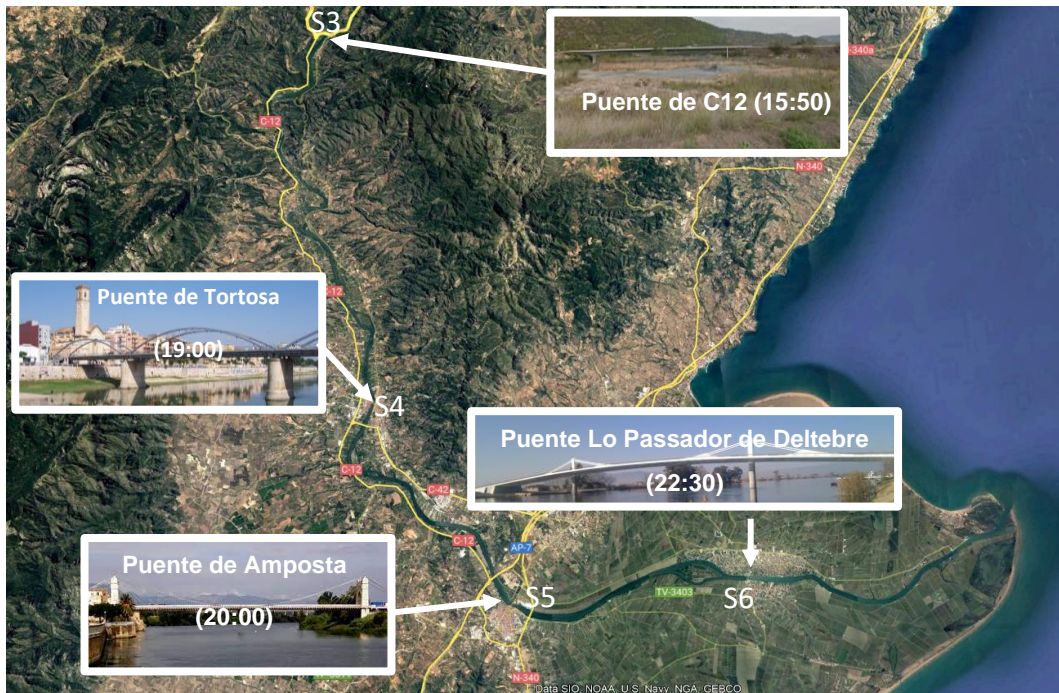 S3
Puente de C12 (15:50)
C-12
N-340
Puente de Tortosa
(19:00)
C-12
S4
Puente Lo Passador de Deltebre
(22:30)
C-12
C-42
C-12
AP-7
Puente de Amposta
(20:00)
S5
TV-3403
S6
N-340
Data SIO, NOAA, U.S. Navy, NGA, GEBCO